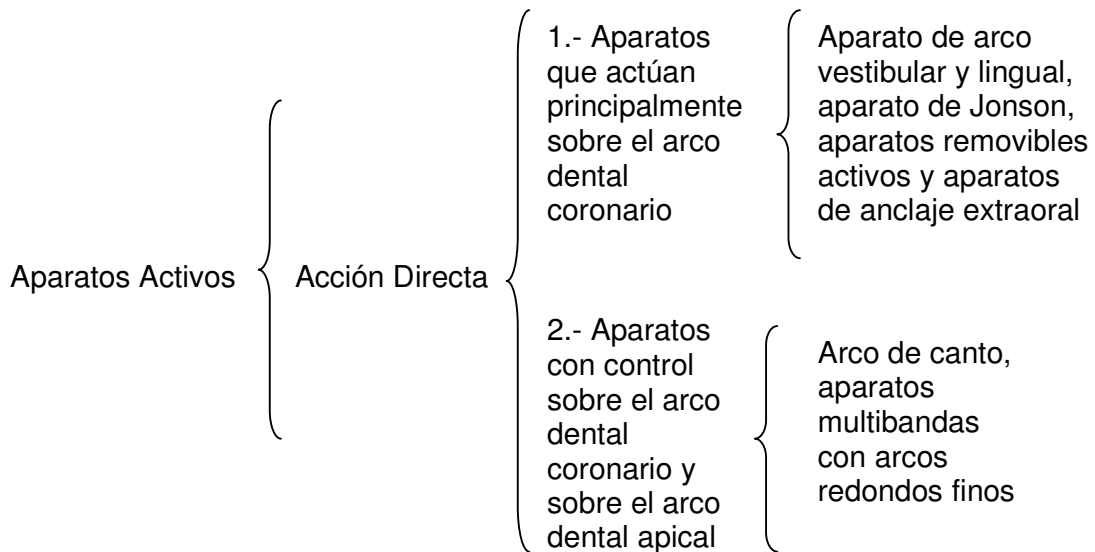 Aparatos Activos
Acción Directa
1.- Aparatos
que actúan
principalmente
sobre el arco
dental
coronario
Aparato de arco
vestibular y lingual,
aparato de Jonson,
aparatos removibles
activos y aparatos
de anclaje extraoral
2.- Aparatos
con control
sobre el arco
dental
coronario y
sobre el arco
dental apical
Arco de canto,
aparatos
multibandas
con arcos
redondos finos